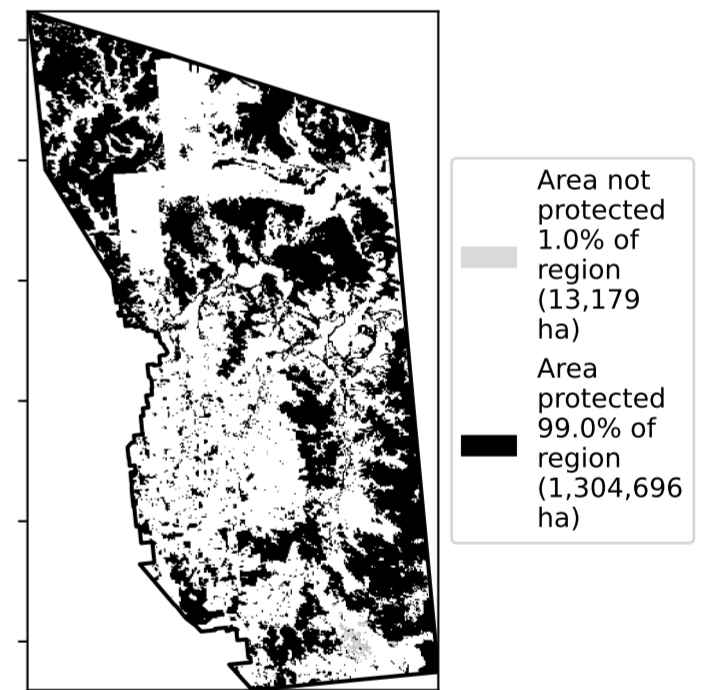 Area not
protected
1.0% of
region
(13,179
ha)
Area
protected
99.0% of
region
(1,304,696
ha)